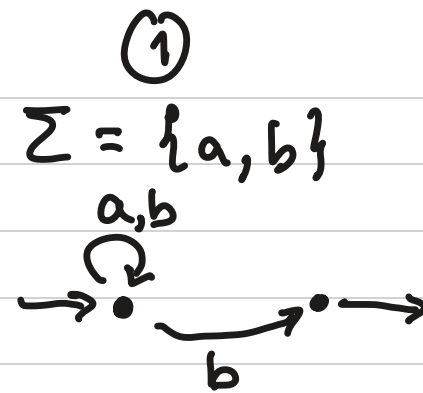 1
Σ = {a, b}
a, b
b